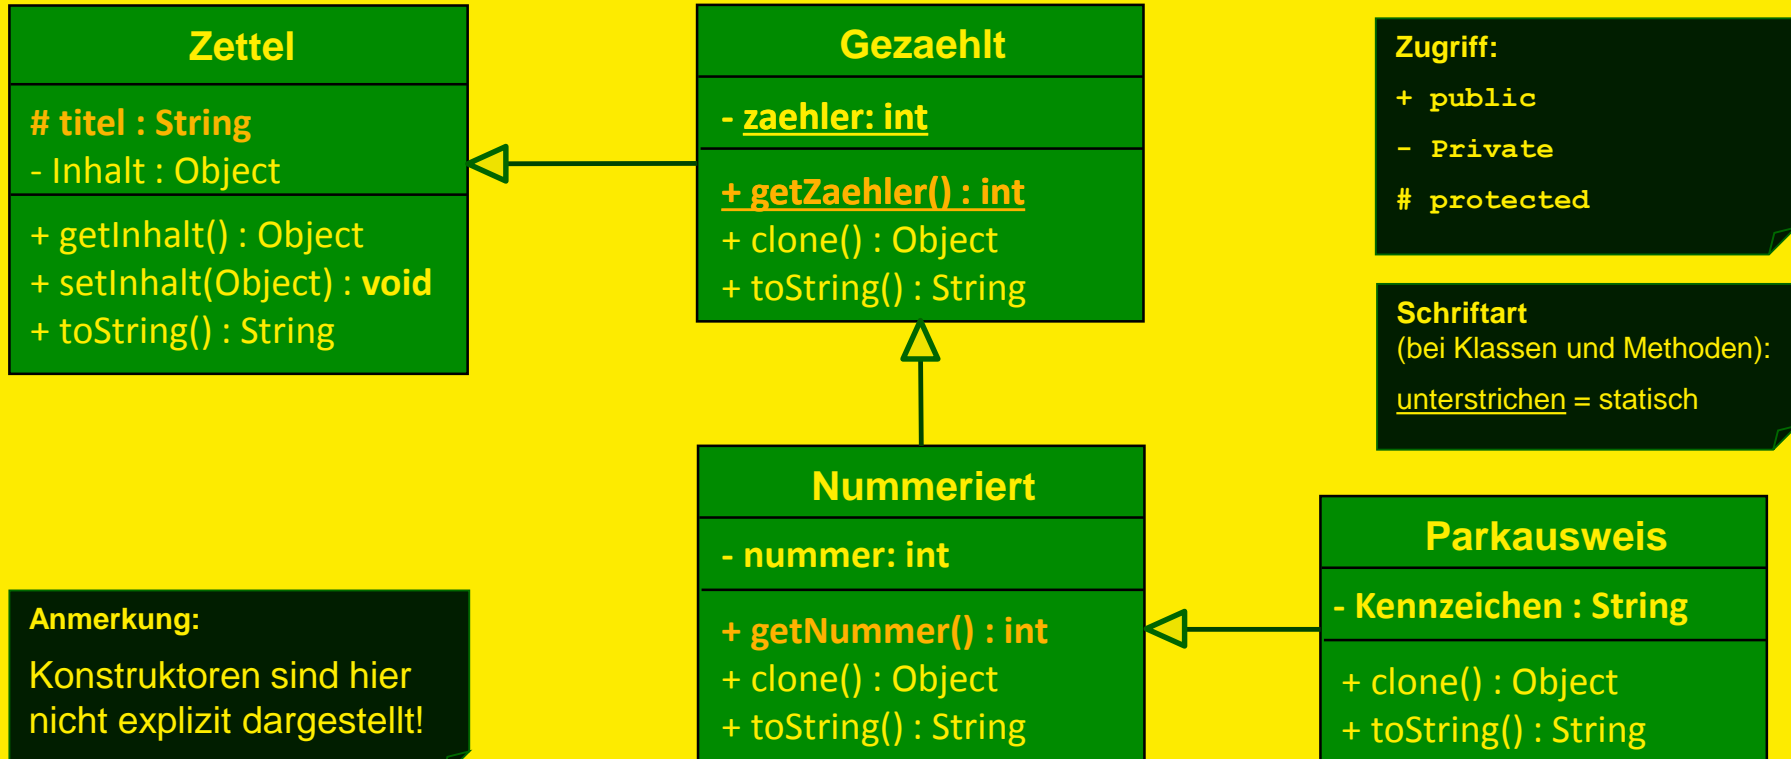 Zettel
# titel : String
- Inhalt : Object
+ getInhalt() : Object
+ setInhalt(Object) : void
+ toString() : String
Gezaehlt
- zaehler: int
+ getZaehler() : int
+ clone() : Object
+ toString() : String
Zugriff:
+ public
- Private
# protected
Schriftart
(bei Klassen und Methoden):
unterstrichen = statisch
Nummeriert
- nummer: int
+ getNummer() : int
+ clone() : Object
+ toString() : String
Parkausweis
- Kennzeichen : String
+ clone() : Object
+ toString() : String
Anmerkung:
Konstruktoren sind hier
nicht explizit dargestellt!